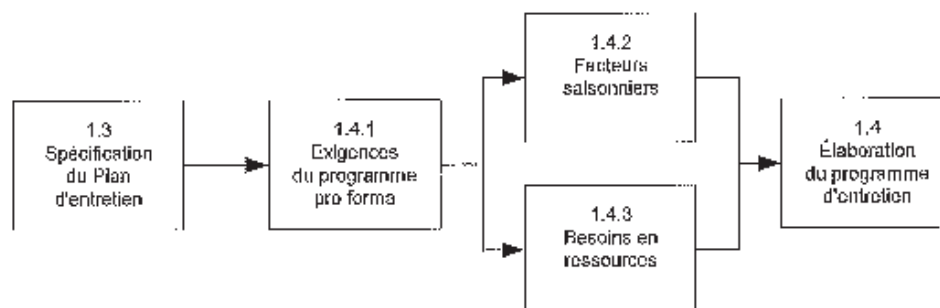 1.3
Spécification
du Plan
d'entretien
1.4.1
Exigences
du programme
pro forma
1.4.2
Facteurs
saisonniers
1.4.3
Besoins en
ressources
1.4
Élaboration
du programme
d'entretien